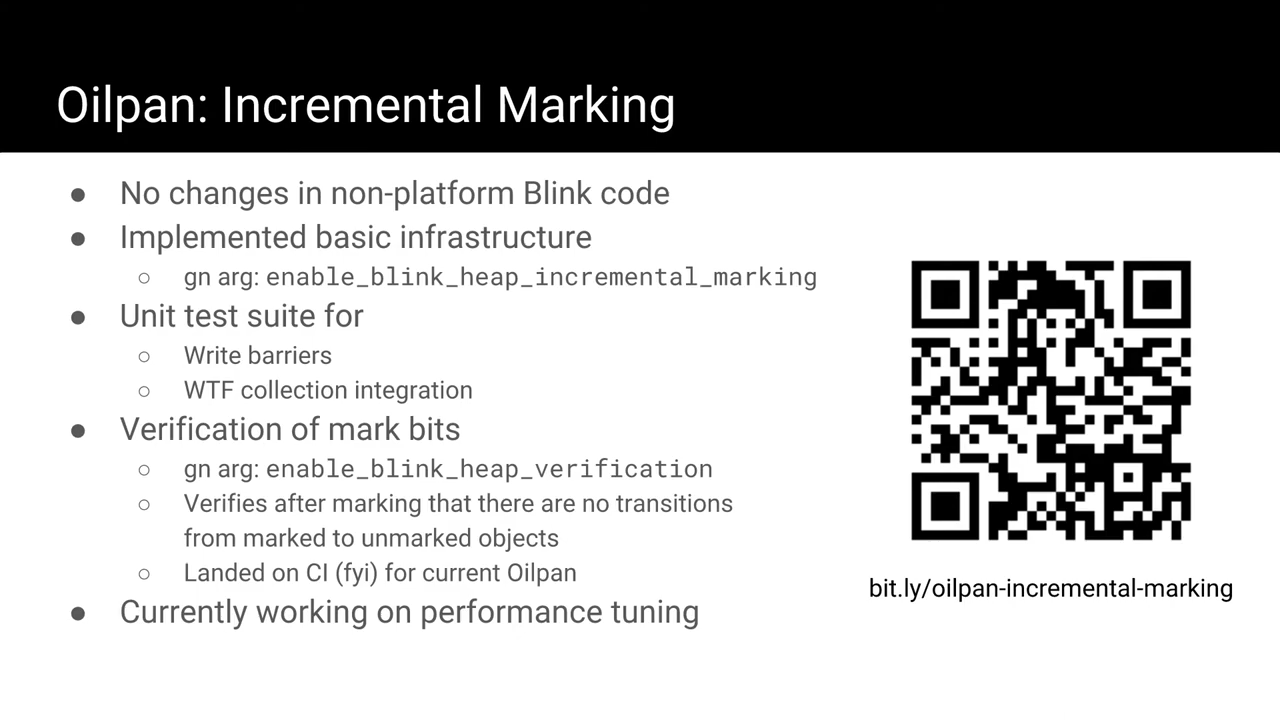 Oilpan: Incremental Marking
● No changes in non-platform Blink code
● Implemented basic infrastructure
○ gn arg: enable_blink_heap_incremental_marking
● Unit test suite for
○ Write barriers
○ WTF collection integration
● Verification of mark bits
○ gn arg: enable_blink_heap_verification
○ Verifies after marking that there are no transitions
from marked to unmarked objects
○ Landed on CI (fyi) for current Oilpan
● Currently working on performance tuning
bit.ly/oilpan-incremental-marking